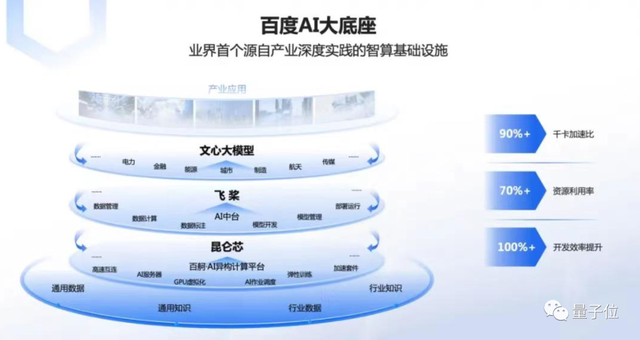 百度AI大底座
业界首个源自产业深度实践的智算基础设施
产业应用
文心大模型
电力 金融 能源 城市 制造 航天 传媒
飞桨
AI中台
数据管理 数据计算 数据标注 模型开发 模型管理 部署运行
昆仑芯
百舸·AI异构计算平台
高速互连 AI服务器 GPU虚拟化 AI作业调度 弹性训练 加速套件
通用数据 通用知识 行业数据 行业知识
90%+ 千卡加速比
70%+ 资源利用率
100%+ 开发效率提升
量子位